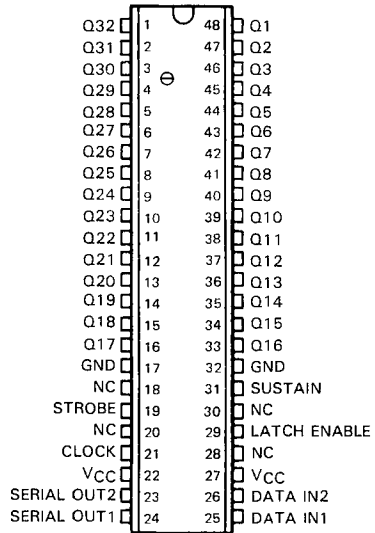 Q32 1 48 Q1
Q31 2 47 Q2
Q30 3 46 Q3
Q29 4 45 Q4
Q28 5 44 Q5
Q27 6 43 Q6
Q26 7 42 Q7
Q25 8 41 Q8
Q24 9 40 Q9
Q23 10 39 Q10
Q22 11 38 Q11
Q21 12 37 Q12
Q20 13 36 Q13
Q19 14 35 Q14
Q18 15 34 Q15
Q17 16 33 Q16
GND 17 32 GND
NC 18 31 SUSTAIN
STROBE 19 30 NC
NC 20 29 LATCH ENABLE
CLOCK 21 28 NC
VCC 22 27 VCC
SERIAL OUT2 23 26 DATA IN2
SERIAL OUT1 24 25 DATA IN1